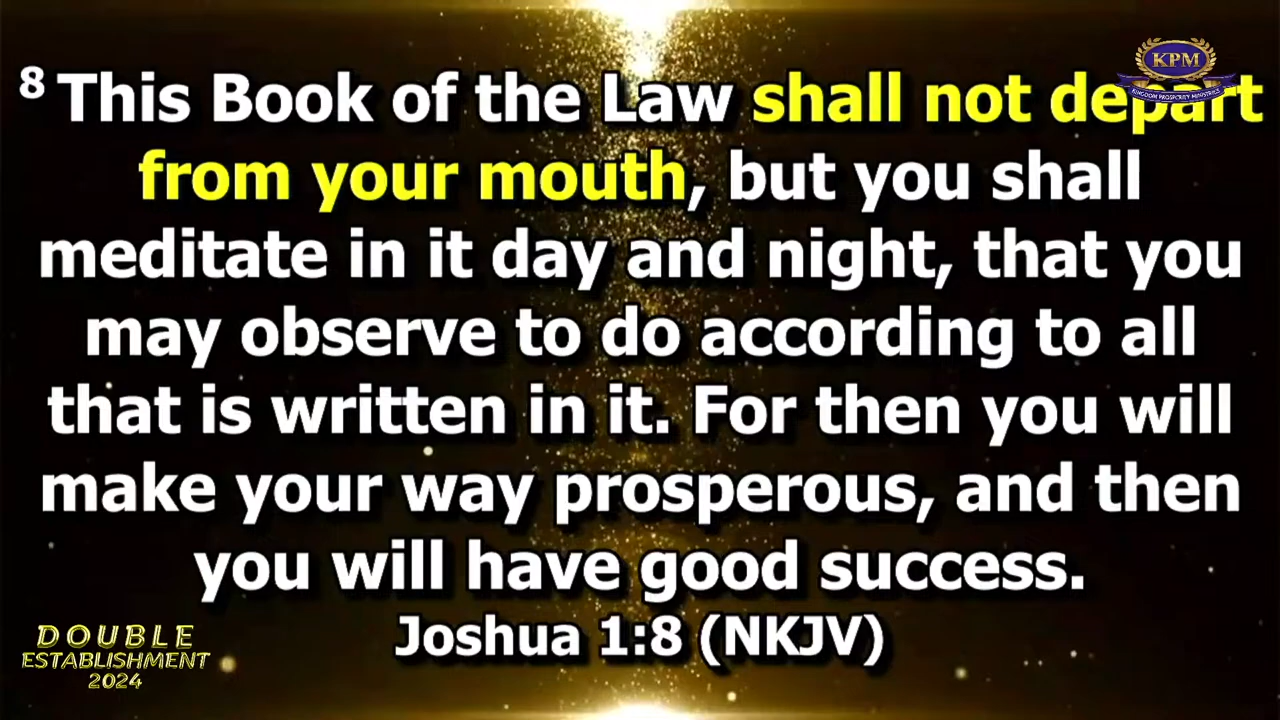 KPM
KINGDOM PROSPERITY MINISTRIES
8 This Book of the Law shall not depart
from your mouth, but you shall
meditate in it day and night, that you
may observe to do according to all
that is written in it. For then you will
make your way prosperous, and then
you will have good success.
Joshua 1:8 (NKJV)
DOUBLE
ESTABLISHMENT
2024